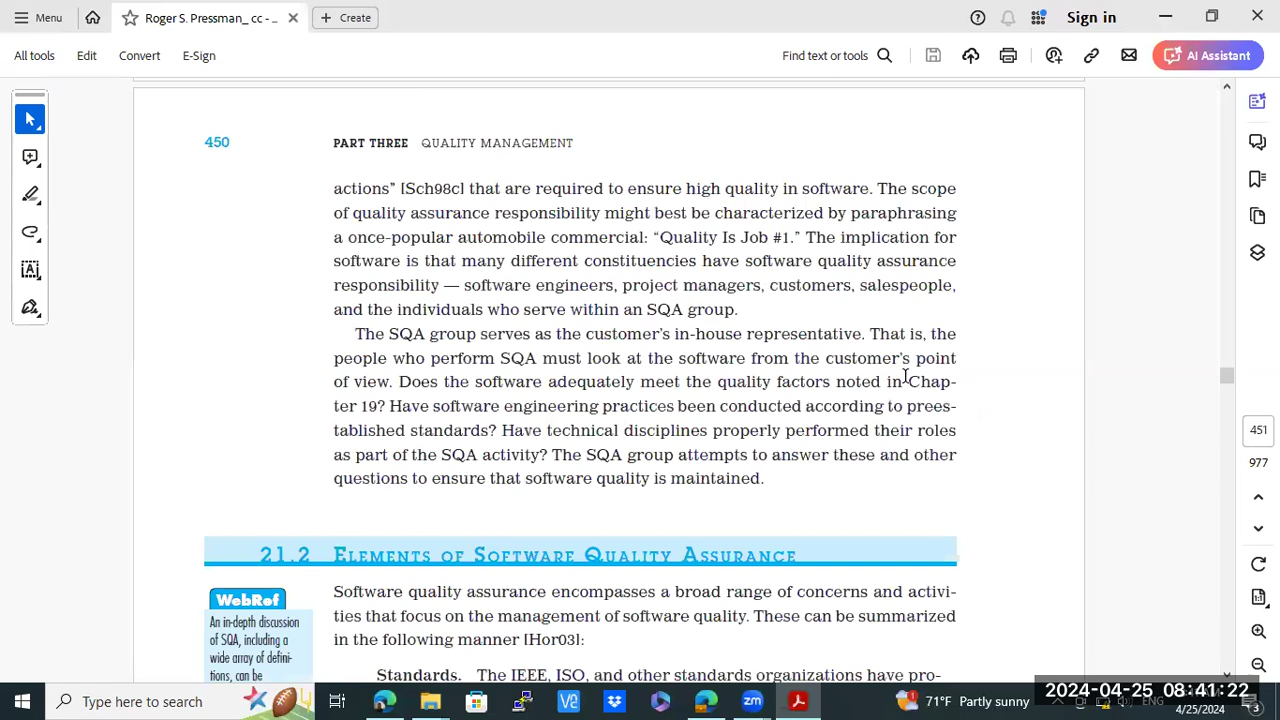 Menu
Roger S. Pressman_ cc - ...
Create
Sign in
All tools
Edit
Convert
E-Sign
Find text or tools
AI Assistant
450 PART THREE QUALITY MANAGEMENT
actions” [Sch98c] that are required to ensure high quality in software. The scope
of quality assurance responsibility might best be characterized by paraphrasing
a once-popular automobile commercial: “Quality Is Job #1.” The implication for
software is that many different constituencies have software quality assurance
responsibility — software engineers, project managers, customers, salespeople,
and the individuals who serve within an SQA group.
The SQA group serves as the customer’s in-house representative. That is, the
people who perform SQA must look at the software from the customer’s point
of view. Does the software adequately meet the quality factors noted in Chap-
ter 19? Have software engineering practices been conducted according to prees-
tablished standards? Have technical disciplines properly performed their roles
as part of the SQA activity? The SQA group attempts to answer these and other
questions to ensure that software quality is maintained.
21.2 ELEMENTS OF SOFTWARE QUALITY ASSURANCE
WebRef
An in-depth discussion
of SQA, including a
wide array of defini-
tions, can be
Software quality assurance encompasses a broad range of concerns and activi-
ties that focus on the management of software quality. These can be summarized
in the following manner [Hor03]:
Standards. The IEEE, ISO, and other standards organizations have pro-
451
977
Type here to search
71°F Partly sunny
2024-04-25 08:41:22
4/25/2024